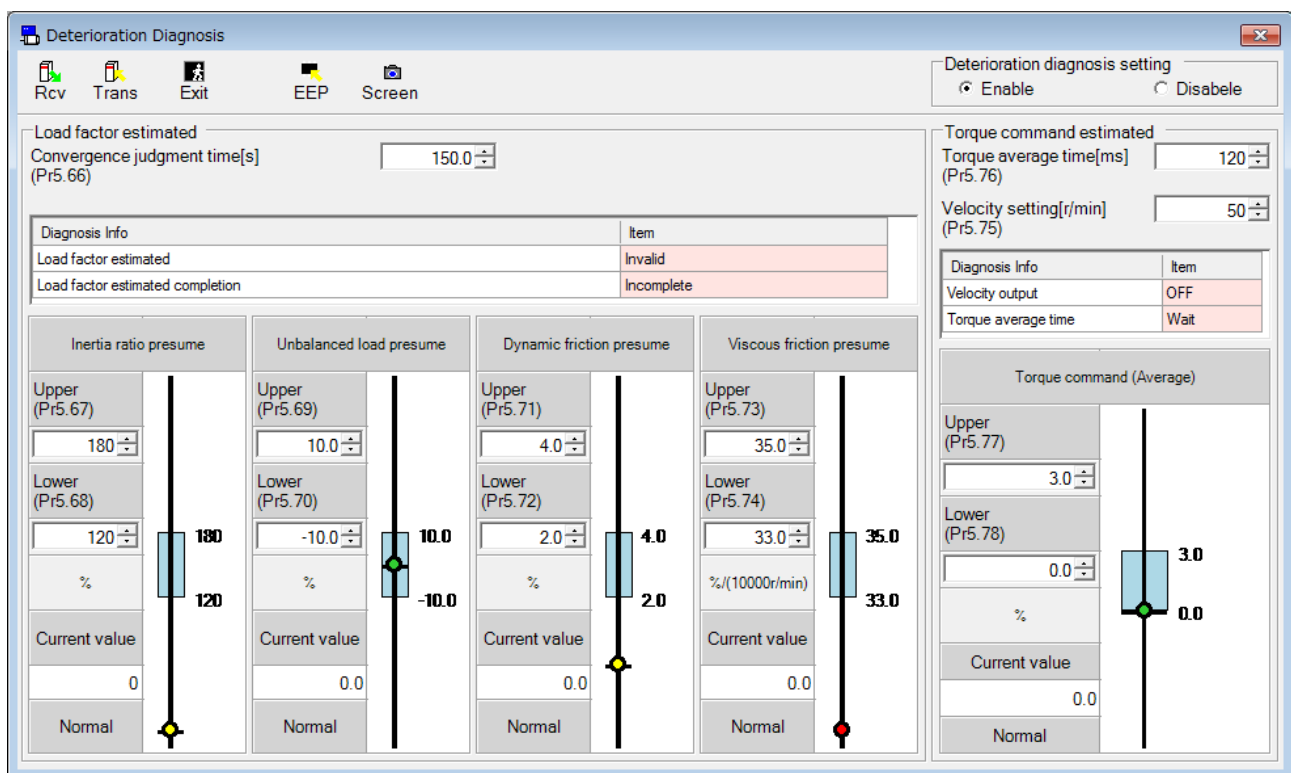 Deterioration Diagnosis
Rcv Trans Exit EEP Screen
Deterioration diagnosis setting
Enable Disabele
Load factor estimated
Convergence judgment time[s]
(Pr5.66)
150.0
Diagnosis Info Item
Load factor estimated Invalid
Load factor estimated completion Incomplete
Inertia ratio presume
Upper
(Pr5.67)
180
Lower
(Pr5.68)
120
%
Current value
0
Normal
180
120
Unbalanced load presume
Upper
(Pr5.69)
10.0
Lower
(Pr5.70)
-10.0
%
Current value
0.0
Normal
10.0
-10.0
Dynamic friction presume
Upper
(Pr5.71)
4.0
Lower
(Pr5.72)
2.0
%
Current value
0.0
Normal
4.0
2.0
Viscous friction presume
Upper
(Pr5.73)
35.0
Lower
(Pr5.74)
33.0
%/(10000r/min)
Current value
0.0
Normal
35.0
33.0
Torque command estimated
Torque average time[ms]
(Pr5.76)
120
Velocity setting[r/min]
(Pr5.75)
50
Diagnosis Info Item
Velocity output OFF
Torque average time Wait
Torque command (Average)
Upper
(Pr5.77)
3.0
Lower
(Pr5.78)
0.0
%
Current value
0.0
Normal
3.0
0.0